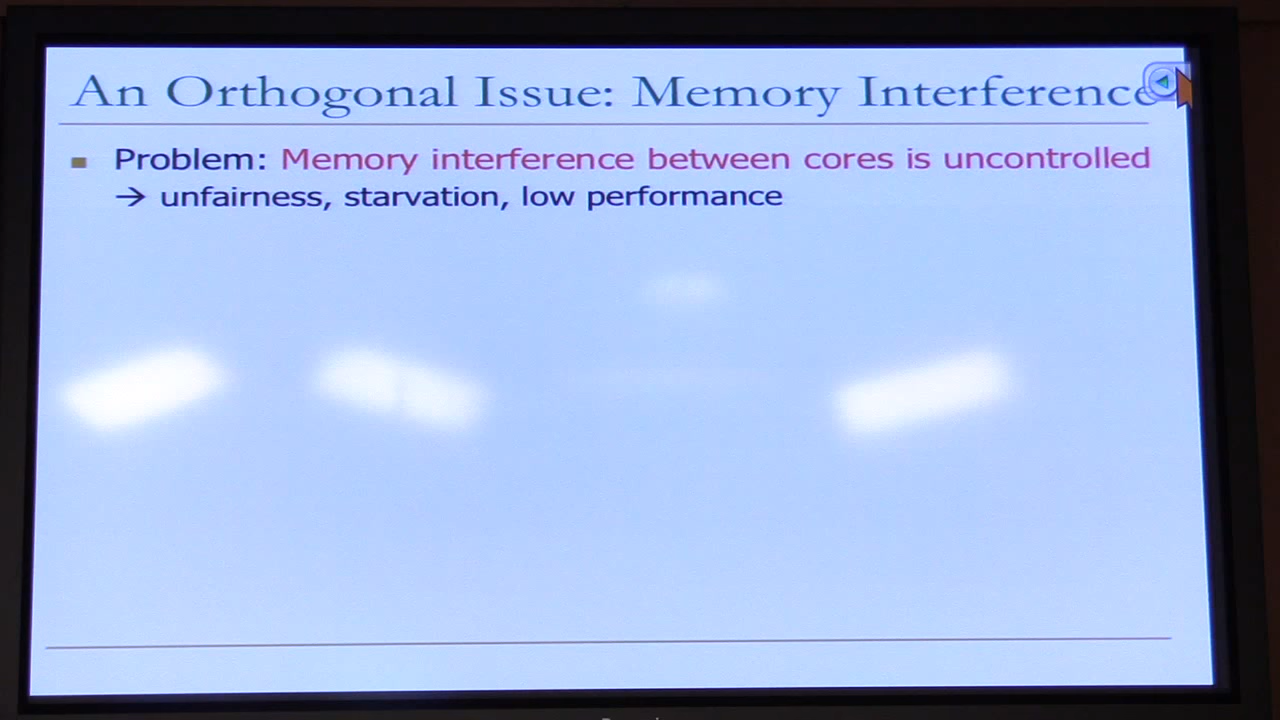 An Orthogonal Issue: Memory Interference
Problem: Memory interference between cores is uncontrolled
→ unfairness, starvation, low performance